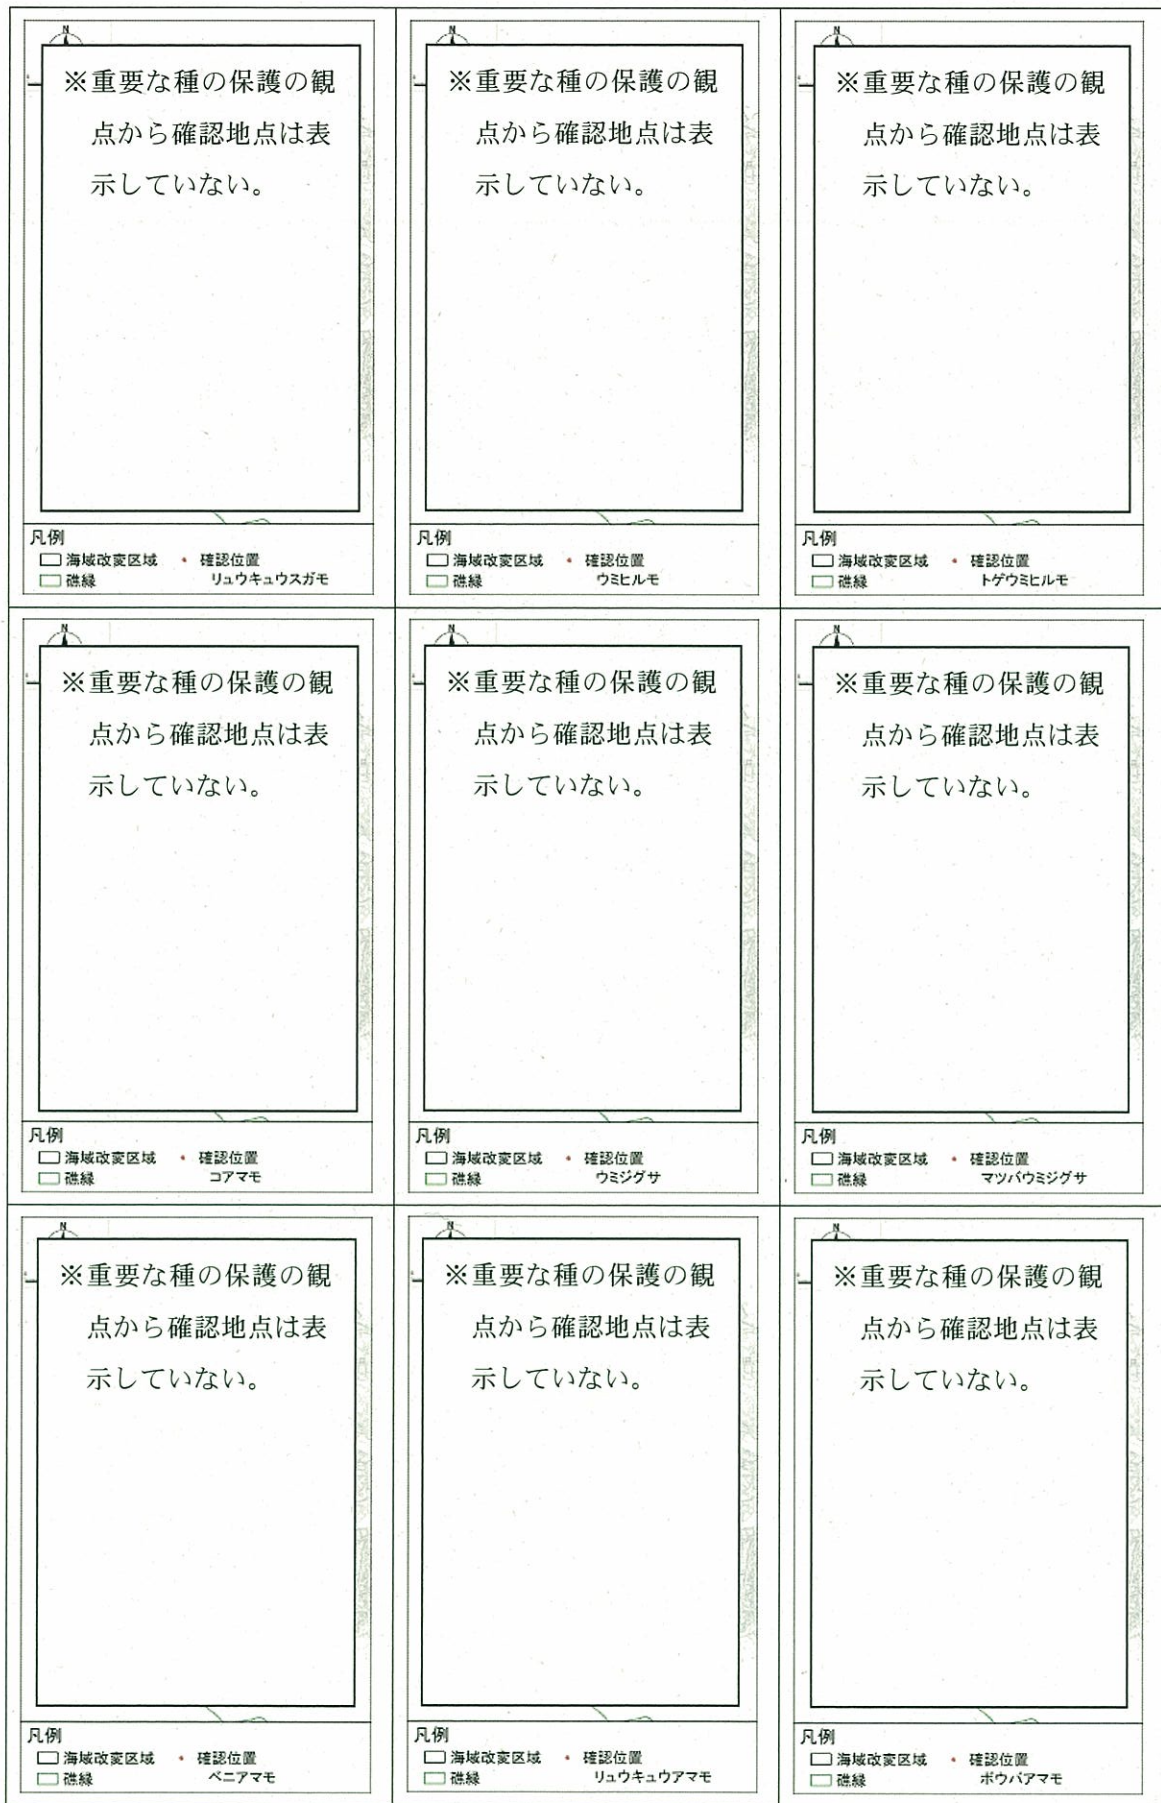 N
※重要な種の保護の観
点から確認地点は表
示していない。
凡例
海域改変区域 ・ 確認位置
礁縁 リュウキュウスガモ
N
※重要な種の保護の観
点から確認地点は表
示していない。
凡例
海域改変区域 ・ 確認位置
礁縁 ウミヒルモ
N
※重要な種の保護の観
点から確認地点は表
示していない。
凡例
海域改変区域 ・ 確認位置
礁縁 トゲウミヒルモ
N
※重要な種の保護の観
点から確認地点は表
示していない。
凡例
海域改変区域 ・ 確認位置
礁縁 コアマモ
N
※重要な種の保護の観
点から確認地点は表
示していない。
凡例
海域改変区域 ・ 確認位置
礁縁 ウミジグサ
N
※重要な種の保護の観
点から確認地点は表
示していない。
凡例
海域改変区域 ・ 確認位置
礁縁 マツバウミジグサ
N
※重要な種の保護の観
点から確認地点は表
示していない。
凡例
海域改変区域 ・ 確認位置
礁縁 ベニアマモ
N
※重要な種の保護の観
点から確認地点は表
示していない。
凡例
海域改変区域 ・ 確認位置
礁縁 リュウキュウアマモ
N
※重要な種の保護の観
点から確認地点は表
示していない。
凡例
海域改変区域 ・ 確認位置
礁縁 ボウバアマモ